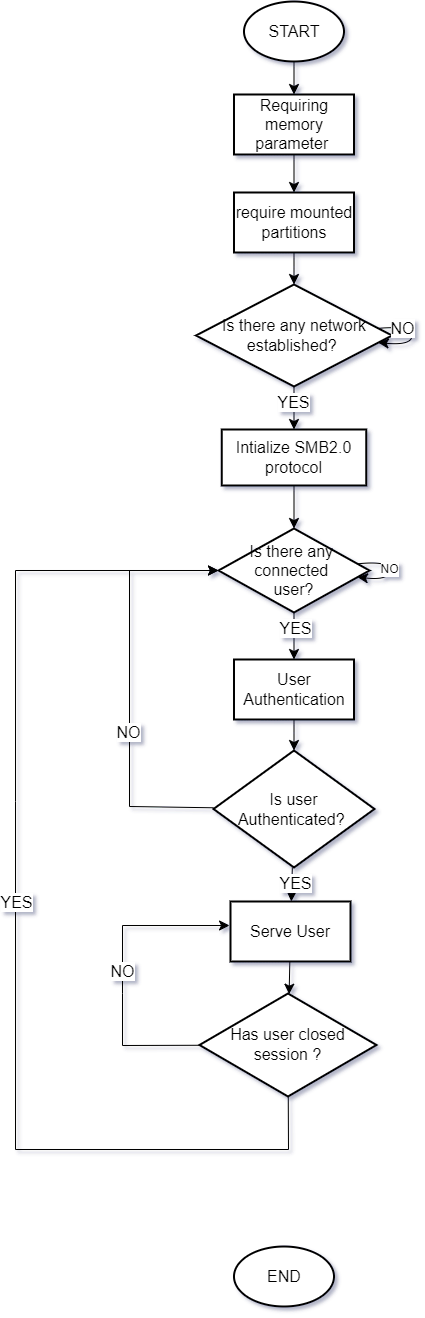 START
Requiring
memory
parameter
require mounted
partitions
Is there any network
established?
NO
YES
Intialize SMB2.0
protocol
Is there any
connected
user?
NO
YES
User
Authentication
NO
Is user
Authenticated?
YES
YES
Serve User
NO
Has user closed
session ?
END